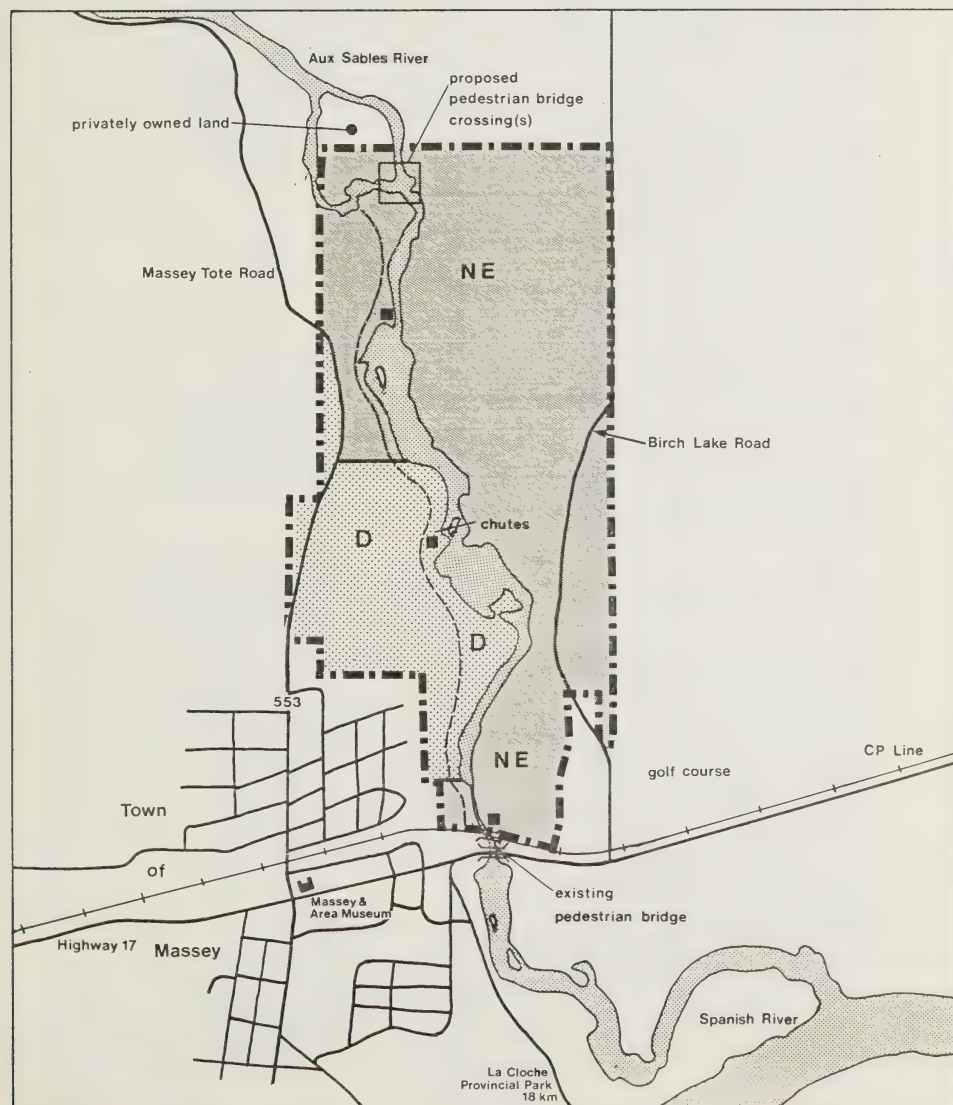 Aux Sables River
proposed
pedestrian bridge
crossing(s)
privately owned land
Massey Tote Road
NE
Birch Lake Road
chutes
D
D
553
NE
CP Line
golf course
Town
of
Massey &
Area Museum
existing
pedestrian bridge
Highway 17
Massey
Spanish River
La Cloche
Provincial Park
18 km